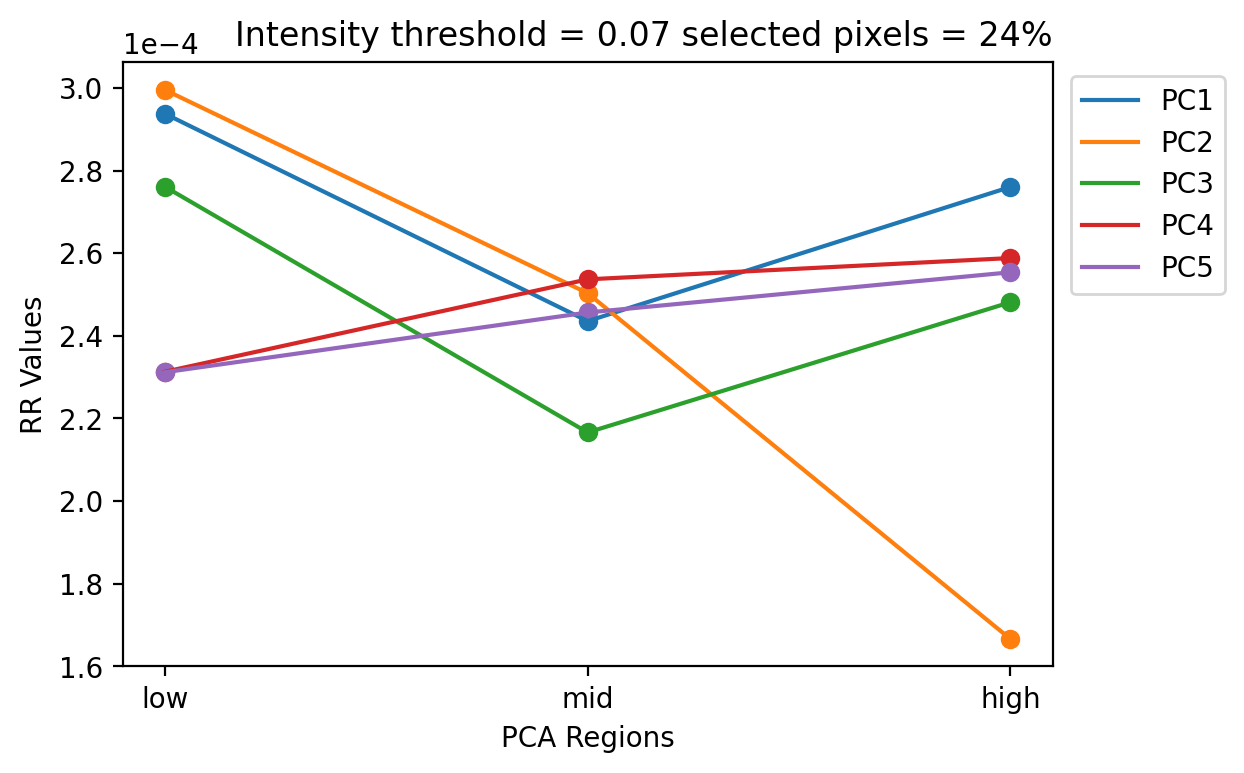 1e−4
Intensity threshold = 0.07 selected pixels = 24%
RR Values
3.0
2.8
2.6
2.4
2.2
2.0
1.8
1.6
low mid high
PCA Regions
PC1
PC2
PC3
PC4
PC5